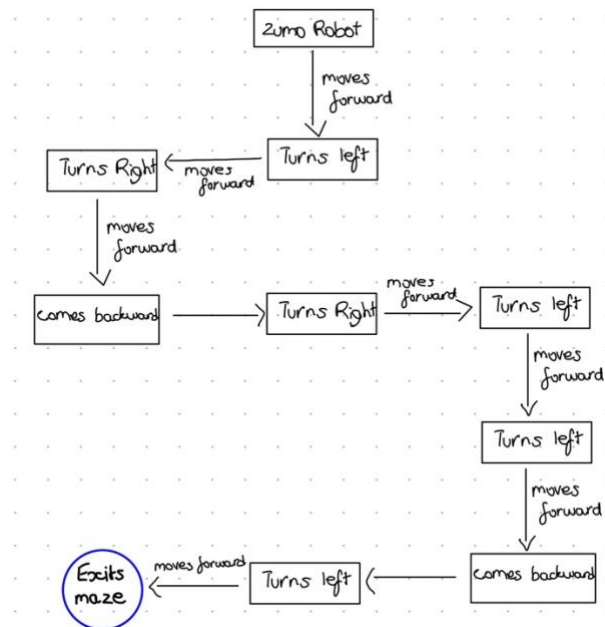 Zumo Robot
moves
forward
Turns left
moves
forward
Turns Right
moves
forward
comes backward
Turns Right
moves
forward
Turns left
moves
forward
Turns left
moves
forward
comes backward
Turns left
moves forward
Exits
maze